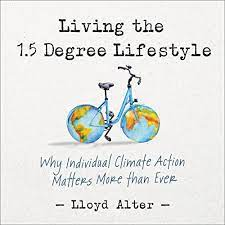 Living the
1.5 Degree Lifestyle
Why Individual Climate Action
Matters More than Ever
– Lloyd Alter –